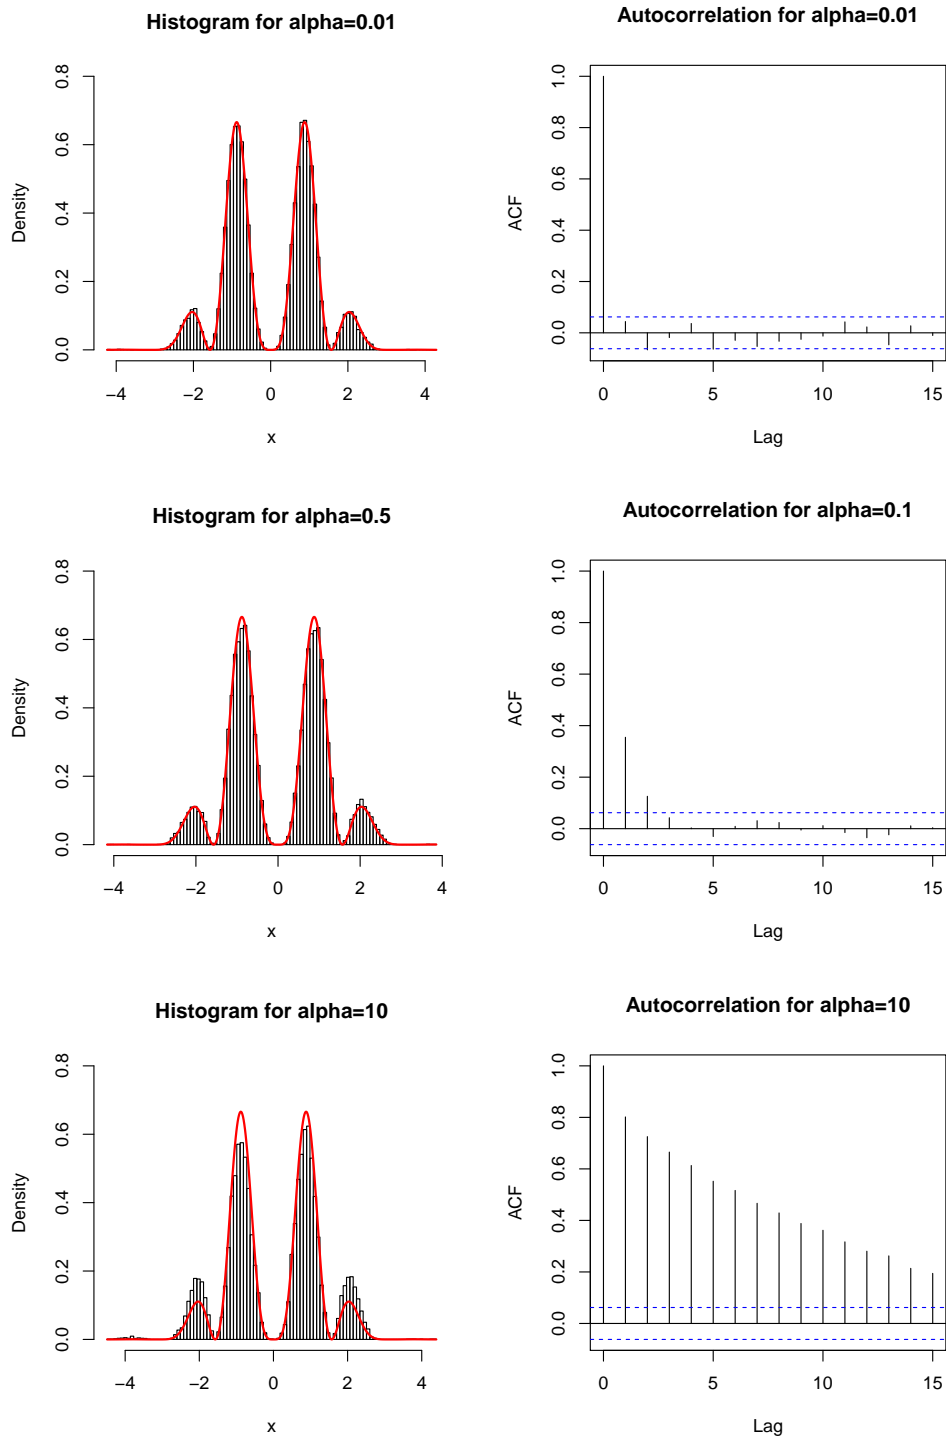 Histogram for alpha=0.01
Density
0.0 0.2 0.4 0.6 0.8
−4 −2 0 2 4
x
Autocorrelation for alpha=0.01
ACF
0.0 0.2 0.4 0.6 0.8 1.0
0 5 10 15
Lag
Histogram for alpha=0.5
Density
0.0 0.2 0.4 0.6 0.8
−4 −2 0 2 4
x
Autocorrelation for alpha=0.1
ACF
0.0 0.2 0.4 0.6 0.8 1.0
0 5 10 15
Lag
Histogram for alpha=10
Density
0.0 0.2 0.4 0.6 0.8
−4 −2 0 2 4
x
Autocorrelation for alpha=10
ACF
0.0 0.2 0.4 0.6 0.8 1.0
0 5 10 15
Lag